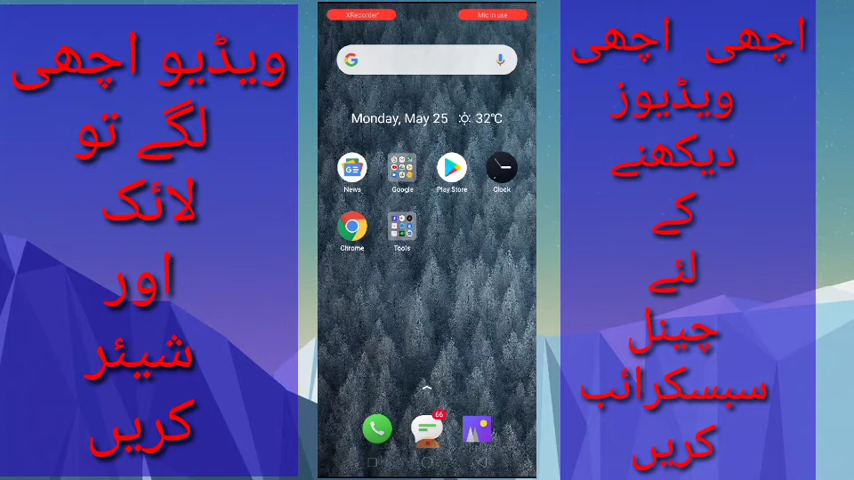 ویڈیو اچھی
لگے تو
لائک
اور
شیئر
کریں
XRecorder
Mic in use
Monday, May 25 32°C
News Google Play Store Clock
Chrome Tools
66
اچھی اچھی
ویڈیوز
دیکھنے
کے
لئے
چینل
سبسکرائب
کریں